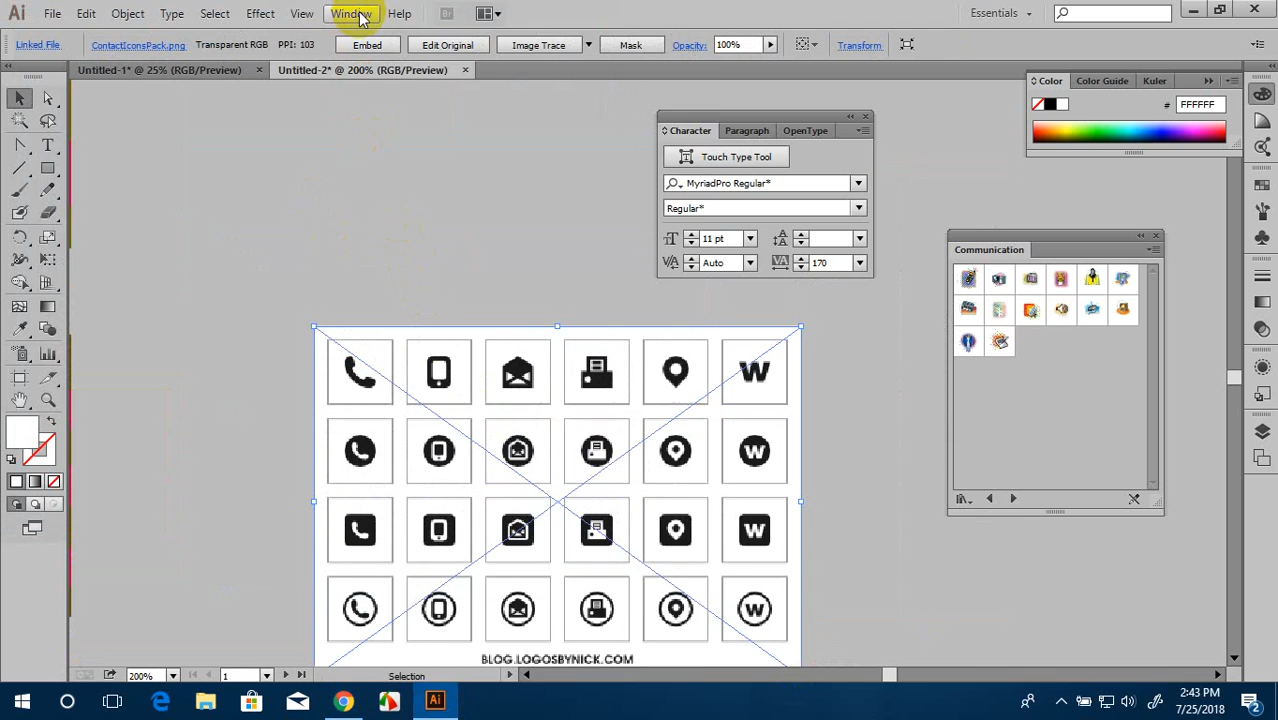 Ai File Edit Object Type Select Effect View Window Help Br Essentials
Linked File ContactIconsPack.png Transparent RGB PPI: 103 Embed Edit Original Image Trace Mask Opacity: 100% Transform
Untitled-1* @ 25% (RGB/Preview) Untitled-2* @ 200% (RGB/Preview)
Color Color Guide Kuler
# FFFFFF
Character Paragraph OpenType
Touch Type Tool
MyriadPro Regular*
Regular*
11 pt
Auto 170
Communication
W
W
W
W
BLOG.LOGOSBYNICK.COM
200% 1 Selection
Ai 2:43 PM
7/25/2018 2